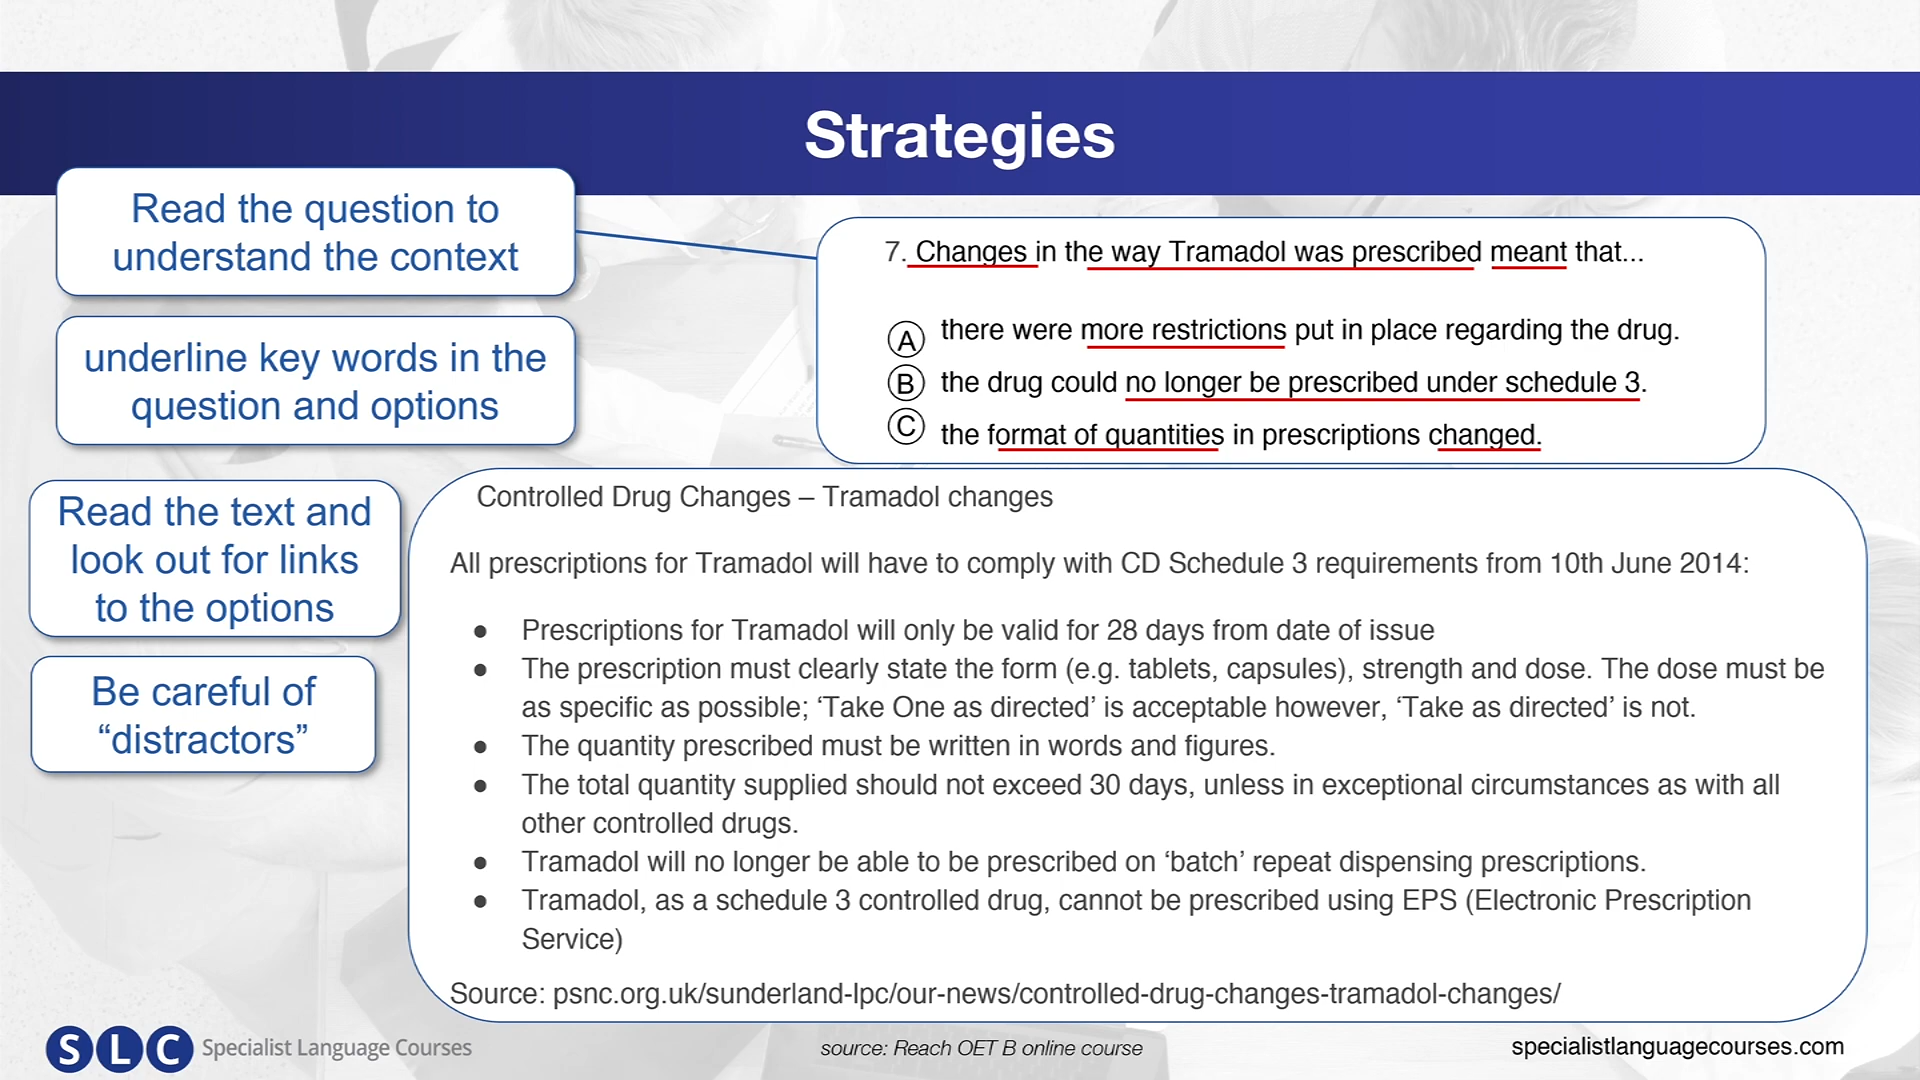 Strategies
Read the question to
understand the context
underline key words in the
question and options
Read the text and
look out for links
to the options
Be careful of
“distractors”
7. Changes in the way Tramadol was prescribed meant that...
A there were more restrictions put in place regarding the drug.
B the drug could no longer be prescribed under schedule 3.
C the format of quantities in prescriptions changed.
Controlled Drug Changes – Tramadol changes
All prescriptions for Tramadol will have to comply with CD Schedule 3 requirements from 10th June 2014:
● Prescriptions for Tramadol will only be valid for 28 days from date of issue
● The prescription must clearly state the form (e.g. tablets, capsules), strength and dose. The dose must be
as specific as possible; ‘Take One as directed’ is acceptable however, ‘Take as directed’ is not.
● The quantity prescribed must be written in words and figures.
● The total quantity supplied should not exceed 30 days, unless in exceptional circumstances as with all
other controlled drugs.
● Tramadol will no longer be able to be prescribed on ‘batch’ repeat dispensing prescriptions.
● Tramadol, as a schedule 3 controlled drug, cannot be prescribed using EPS (Electronic Prescription
Service)
Source: psnc.org.uk/sunderland-lpc/our-news/controlled-drug-changes-tramadol-changes/
SLC Specialist Language Courses
source: Reach OET B online course
specialistlanguagecourses.com